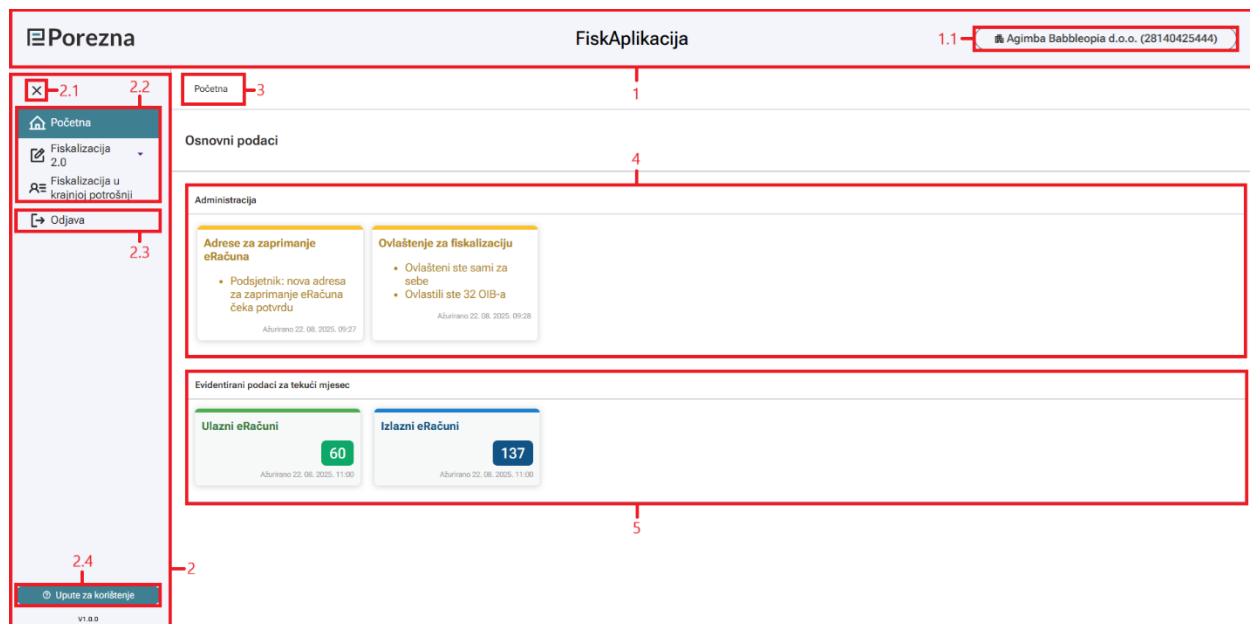 Porezna
FiskAplikacija
1.1
Agimba Babbleopia d.o.o. (28140425444)
1
2.1
2.2
Početna
Fiskalizacija
2.0
Fiskalizacija u
krajnjoj potrošnji
Odjava
2.3
Početna
3
Osnovni podaci
4
Administracija
Adrese za zaprimanje
eRačuna
• Podsjetnik: nova adresa
za zaprimanje eRačuna
čeka potvrdu
Ažurirano 22. 08. 2025. 09:27
Ovlaštenje za fiskalizaciju
• Ovlašteni ste sami za
sebe
• Ovlastili ste 32 OIB-a
Ažurirano 22. 08. 2025. 09:28
Evidentirani podaci za tekući mjesec
Ulazni eRačuni
60
Ažurirano 22. 08. 2025. 11:00
Izlazni eRačuni
137
Ažurirano 22. 08. 2025. 11:00
5
2.4
2
Upute za korištenje
V1.0.0